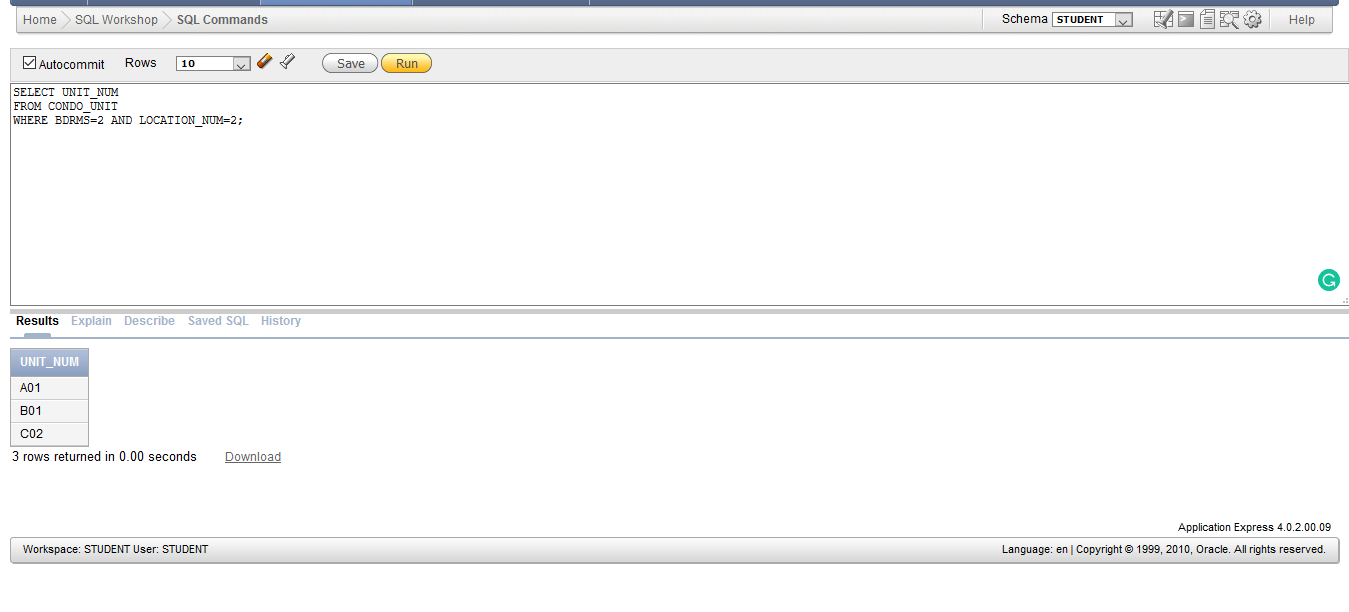 Home SQL Workshop SQL Commands Schema STUDENT Help
Autocommit Rows 10 Save Run
SELECT UNIT_NUM
FROM CONDO_UNIT
WHERE BDRMS=2 AND LOCATION_NUM=2;
Results Explain Describe Saved SQL History
UNIT_NUM
A01
B01
C02
3 rows returned in 0.00 seconds Download
Application Express 4.0.2.00.09
Workspace: STUDENT User: STUDENT Language: en | Copyright © 1999, 2010, Oracle. All rights reserved.